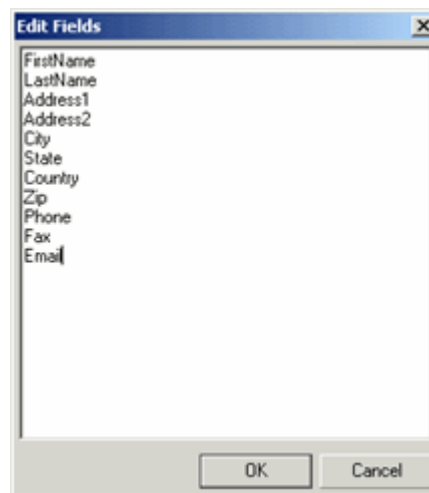 Edit Fields
FirstName
LastName
Address1
Address2
City
State
Country
Zip
Phone
Fax
Email
OK Cancel